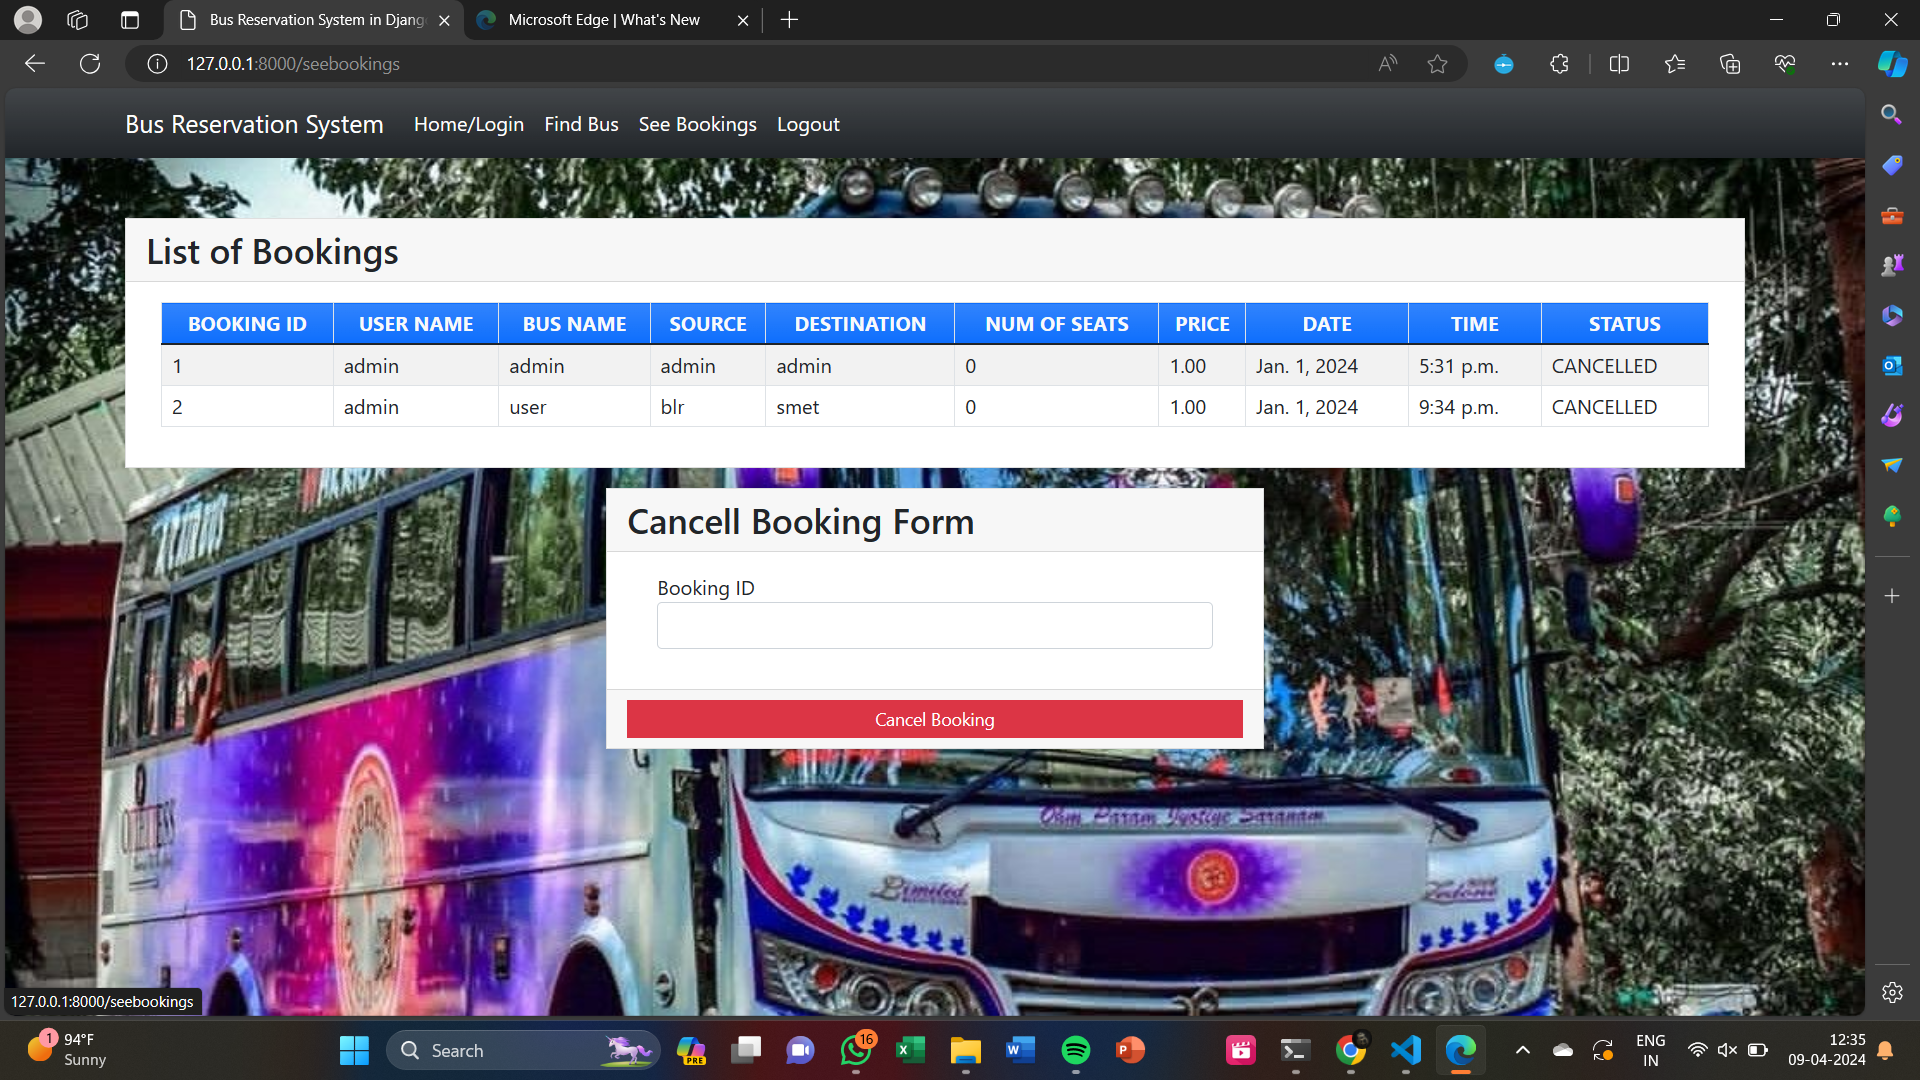 Bus Reservation System in Djang
Microsoft Edge | What's New
127.0.0.1:8000/seebookings
Bus Reservation System Home/Login Find Bus See Bookings Logout
List of Bookings
BOOKING ID USER NAME BUS NAME SOURCE DESTINATION NUM OF SEATS PRICE DATE TIME STATUS
1 admin admin admin admin 0 1.00 Jan. 1, 2024 5:31 p.m. CANCELLED
2 admin user blr smet 0 1.00 Jan. 1, 2024 9:34 p.m. CANCELLED
Cancell Booking Form
Booking ID
Cancel Booking
Ohm Param Jyotiye Saranam
Limited
127.0.0.1:8000/seebookings
1
94°F
Sunny
Search
PRE
16
ENG
IN
12:35
09-04-2024